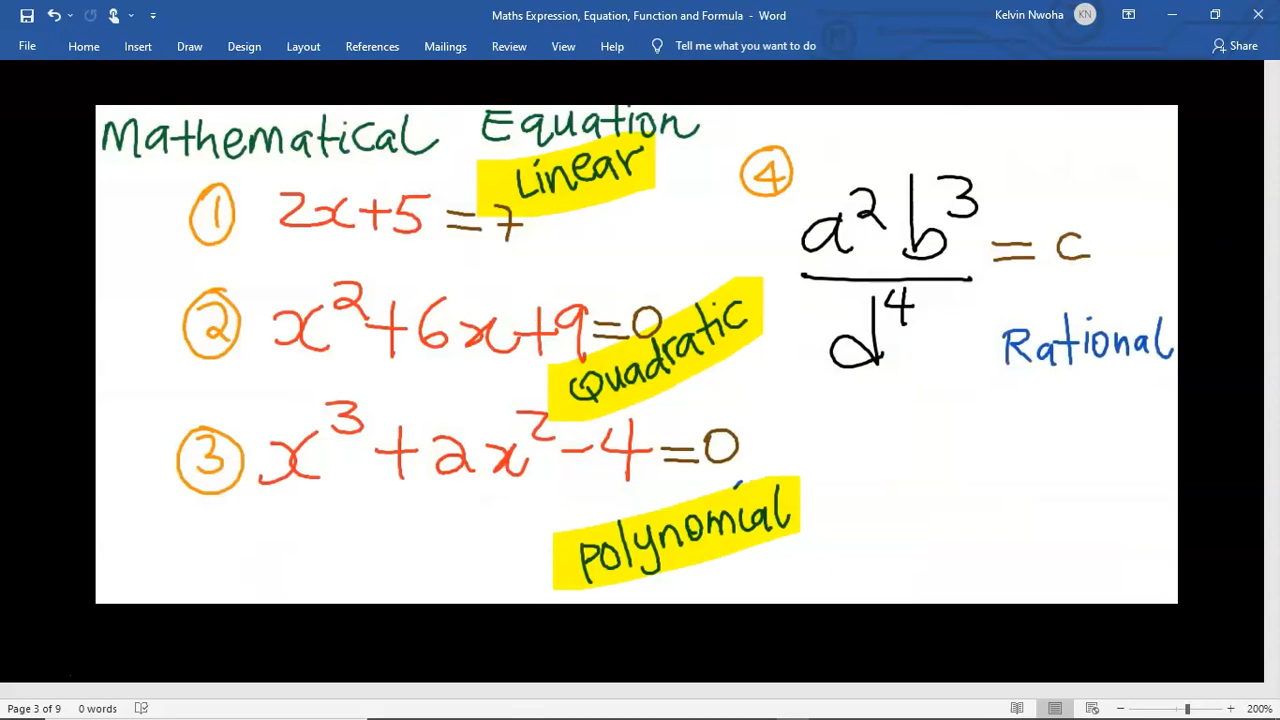 Maths Expression, Equation, Function and Formula - Word
Kelvin Nwoha KN
File Home Insert Draw Design Layout References Mailings Review View Help Tell me what you want to do Share
Mathematical Equation
Linear
① 2x+5=7
② x²+6x+9=0
Quadratic
③ x³+2x²-4=0
polynomial
④
a²b³
= c
d⁴
Rational
Page 3 of 9 0 words 200%